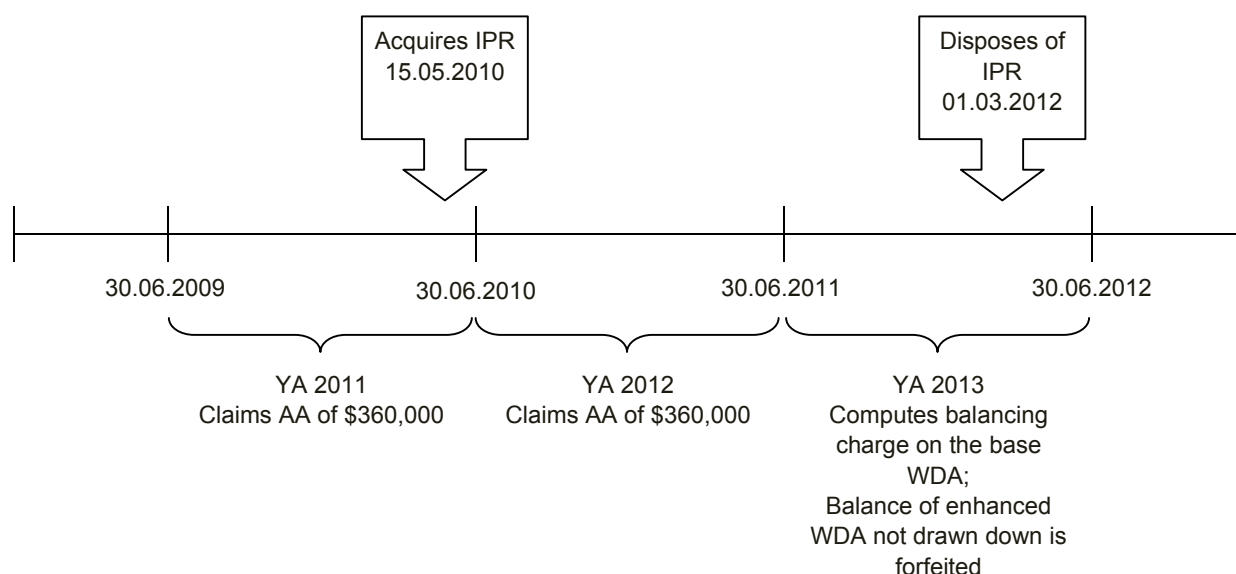 Acquires IPR
15.05.2010
Disposes of
IPR
01.03.2012
30.06.2009
30.06.2010
30.06.2011
30.06.2012
YA 2011
Claims AA of $360,000
YA 2012
Claims AA of $360,000
YA 2013
Computes balancing
charge on the base
WDA;
Balance of enhanced
WDA not drawn down is
forfeited